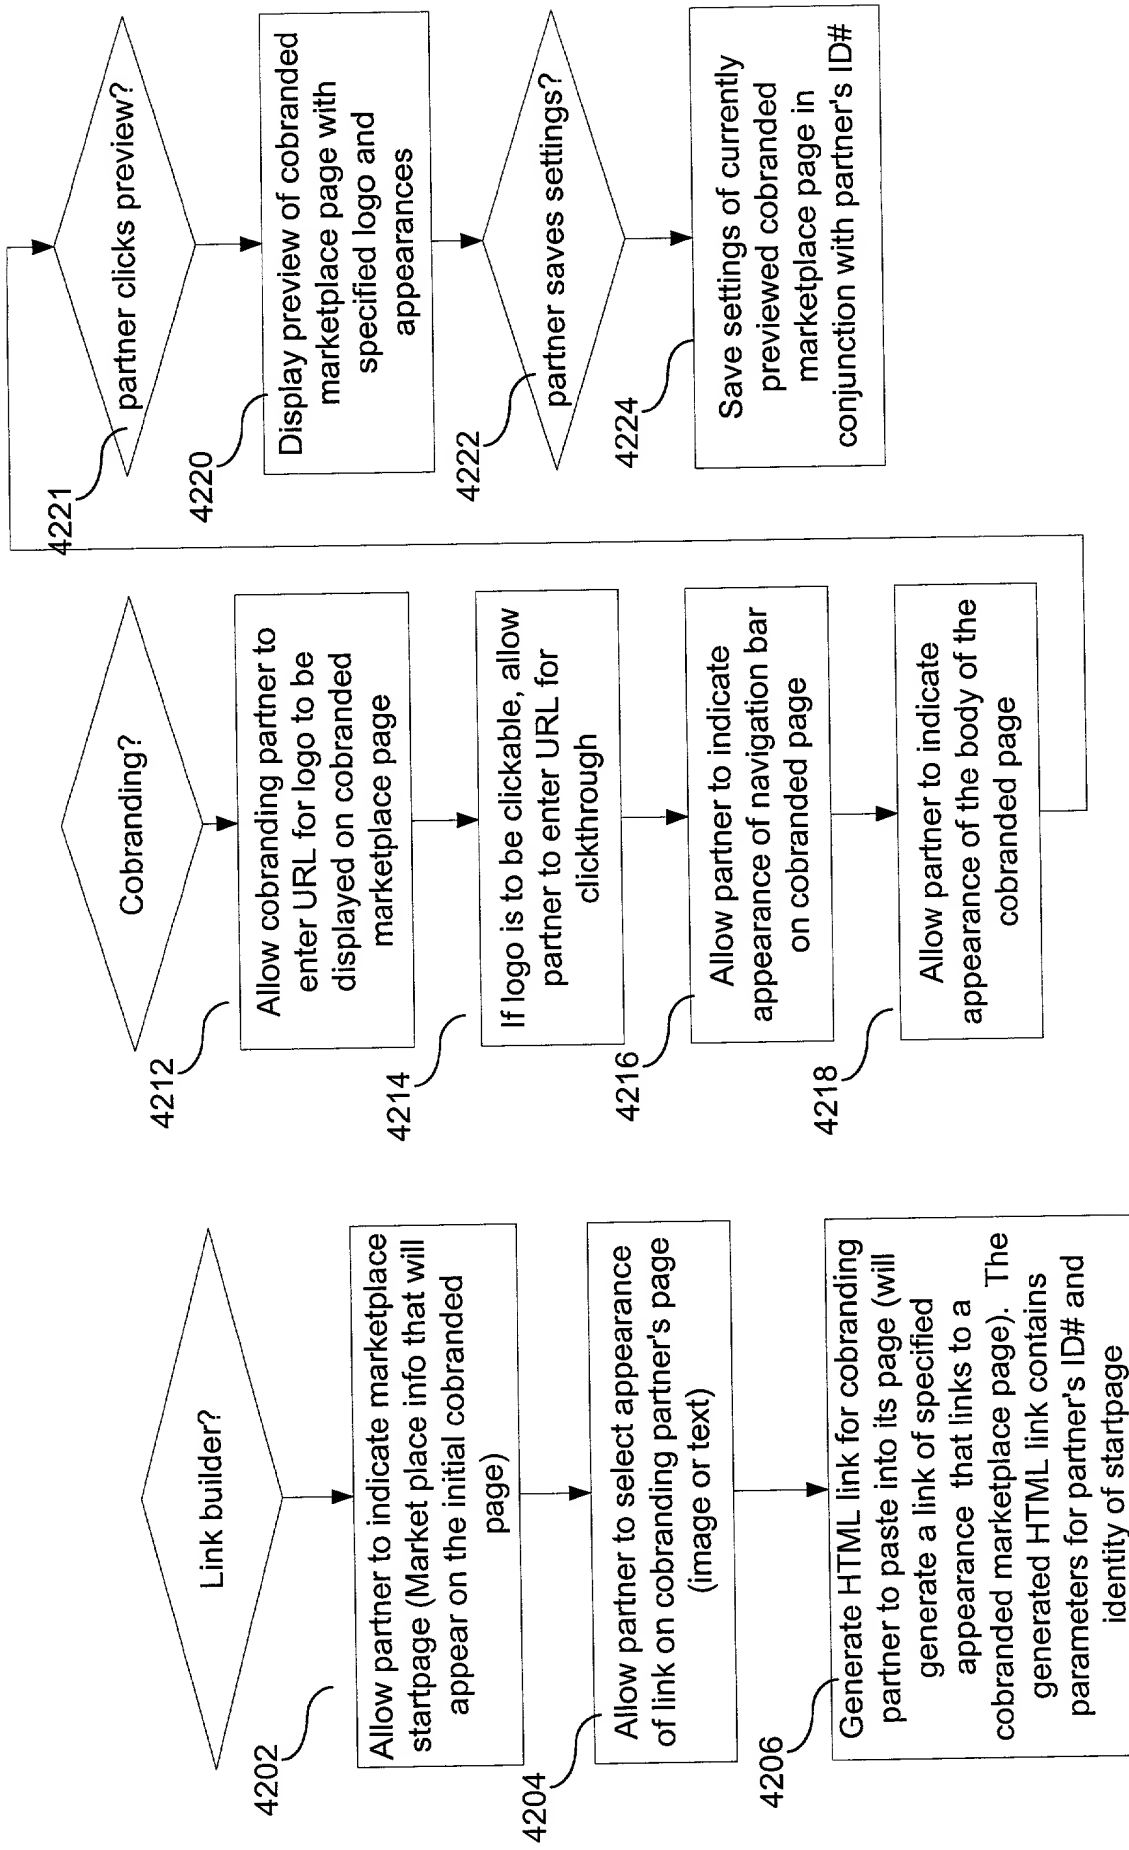 Link builder?
4202
Allow partner to indicate marketplace
startpage (Market place info that will
appear on the initial cobranded
page)
4204
Allow partner to select appearance
of link on cobranding partner's page
(image or text)
4206
Generate HTML link for cobranding
partner to paste into its page (will
generate a link of specified
appearance that links to a
cobranded marketplace page). The
generated HTML link contains
parameters for partner's ID# and
identity of startpage
Cobranding?
4212
Allow cobranding partner to
enter URL for logo to be
displayed on cobranded
marketplace page
4214
If logo is to be clickable, allow
partner to enter URL for
clickthrough
4216
Allow partner to indicate
appearance of navigation bar
on cobranded page
4218
Allow partner to indicate
appearance of the body of the
cobranded page
4221
partner clicks preview?
4220
Display preview of cobranded
marketplace page with
specified logo and
appearances
4222
partner saves settings?
4224
Save settings of currently
previewed cobranded
marketplace page in
conjunction with partner's ID#